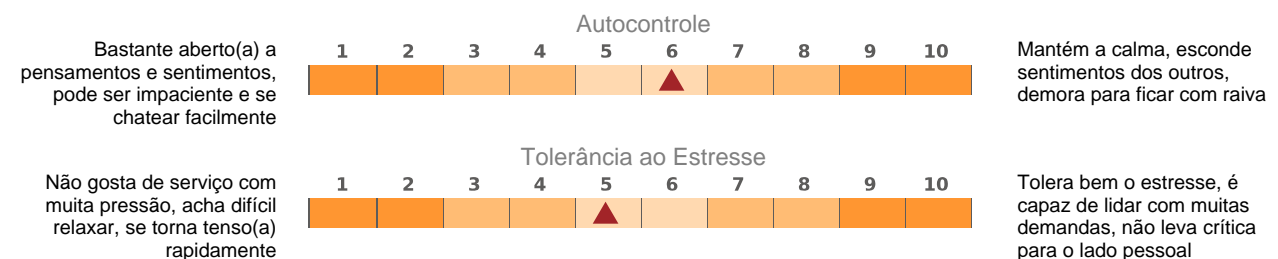 Autocontrole
Bastante aberto(a) a
pensamentos e sentimentos,
pode ser impaciente e se
chatear facilmente
1 2 3 4 5 6 7 8 9 10
Mantém a calma, esconde
sentimentos dos outros,
demora para ficar com raiva
Tolerância ao Estresse
Não gosta de serviço com
muita pressão, acha difícil
relaxar, se torna tenso(a)
rapidamente
1 2 3 4 5 6 7 8 9 10
Tolera bem o estresse, é
capaz de lidar com muitas
demandas, não leva crítica
para o lado pessoal